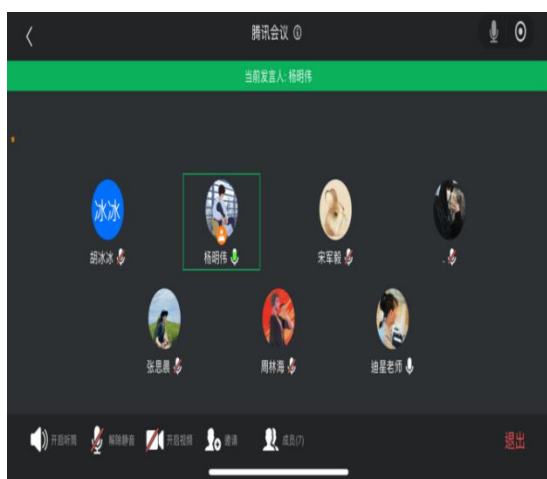 腾讯会议
当前发言人: 杨明伟
冰冰
胡冰冰
杨明伟
宋军毅
.
张思晨
周林海
迪星老师
开启听筒
解除静音
开启视频
邀请
成员(7)
退出